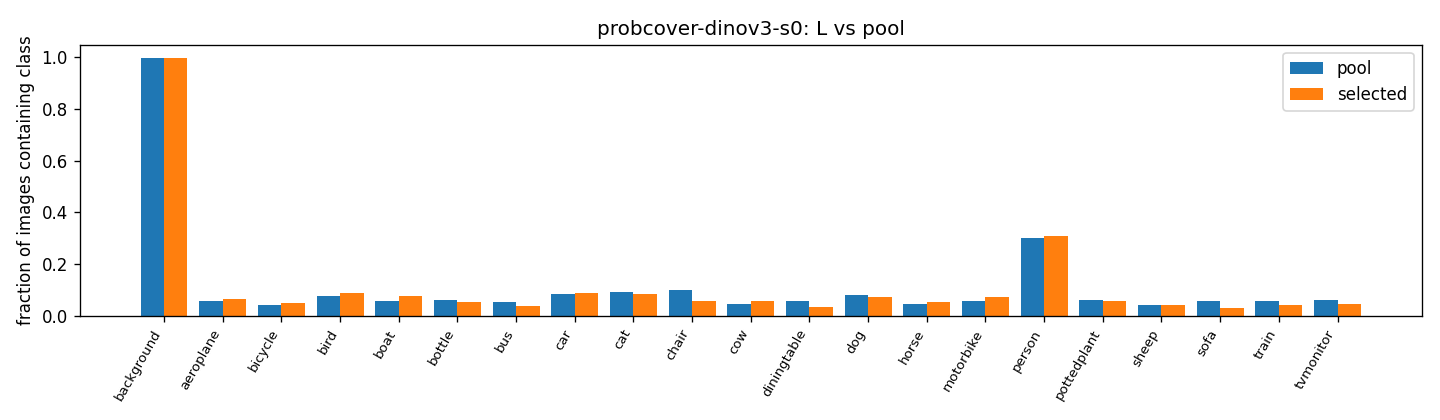 probcover-dinov3-s0: L vs pool
fraction of images containing class
1.0
0.8
0.6
0.4
0.2
0.0
pool
selected
background
aeroplane
bicycle
bird
boat
bottle
bus
car
cat
chair
cow
diningtable
dog
horse
motorbike
person
pottedplant
sheep
sofa
train
tvmonitor